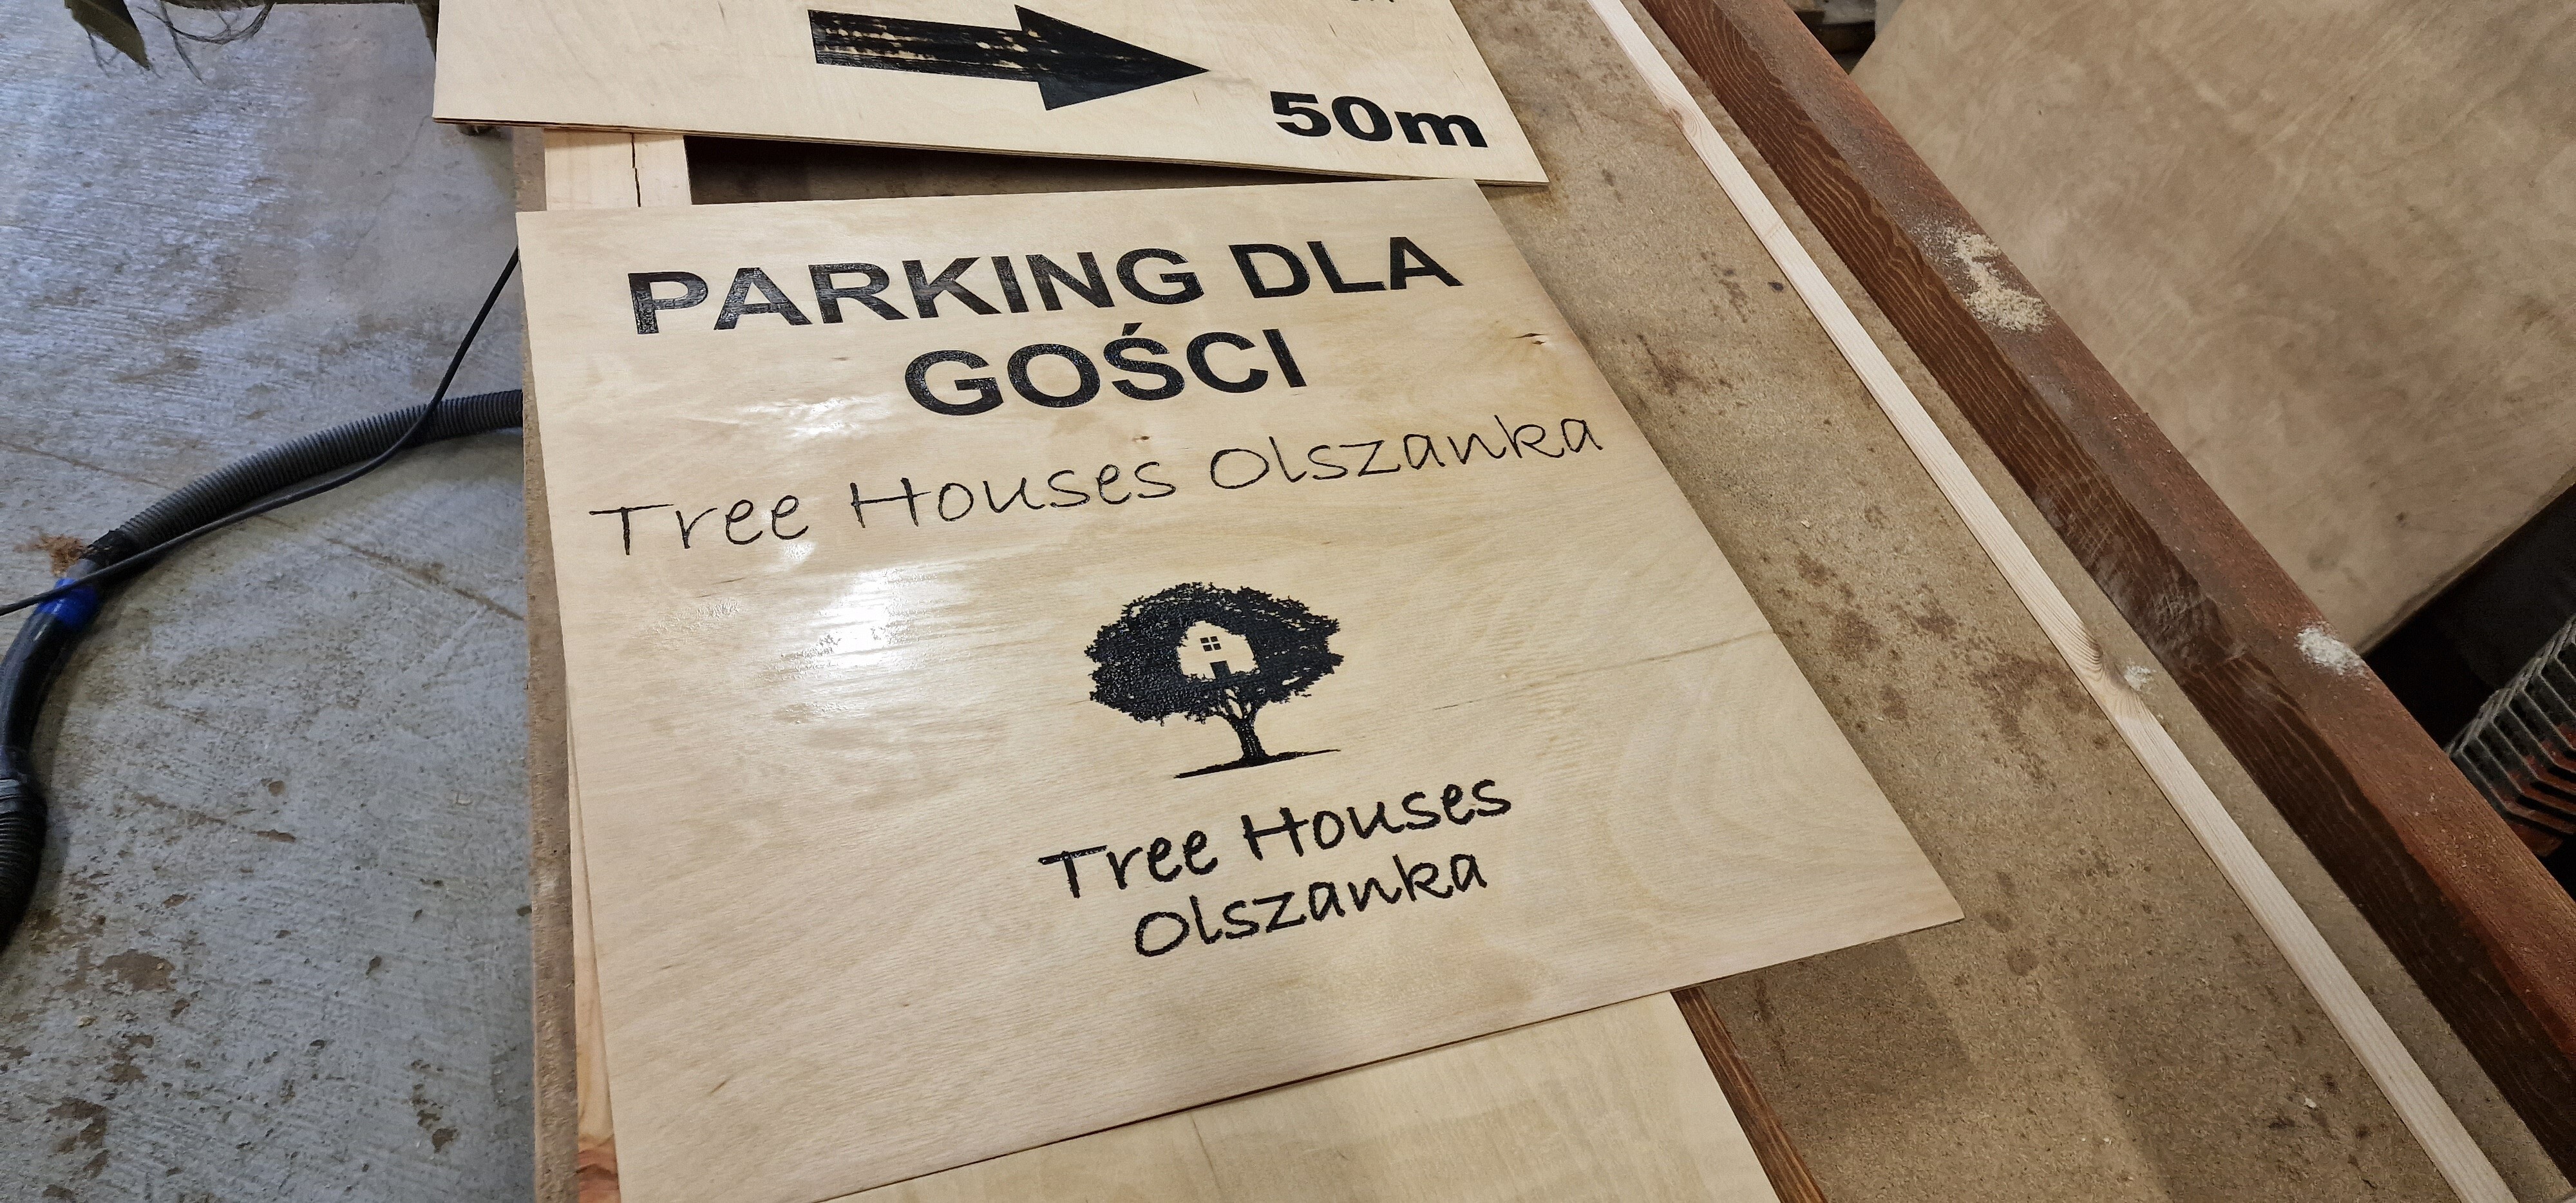 50m
PARKING DLA
GOŚCI
Tree Houses Olszanka
Tree Houses
Olszanka